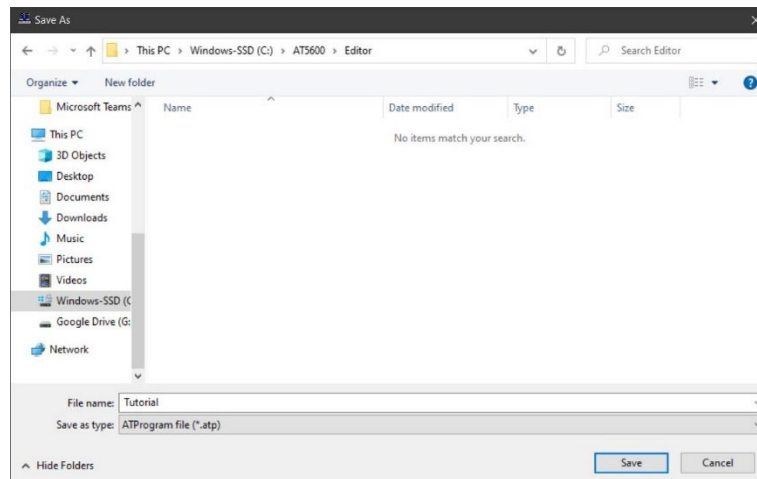 Save As
This PC > Windows-SSD (C:) > AT5600 > Editor
Search Editor
Organize
New folder
Microsoft Teams
Name
Date modified
Type
Size
No items match your search.
This PC
3D Objects
Desktop
Documents
Downloads
Music
Pictures
Videos
Windows-SSD (C
Google Drive (G:
Network
File name: Tutorial
Save as type: ATProgram file (*.atp)
Hide Folders
Save
Cancel